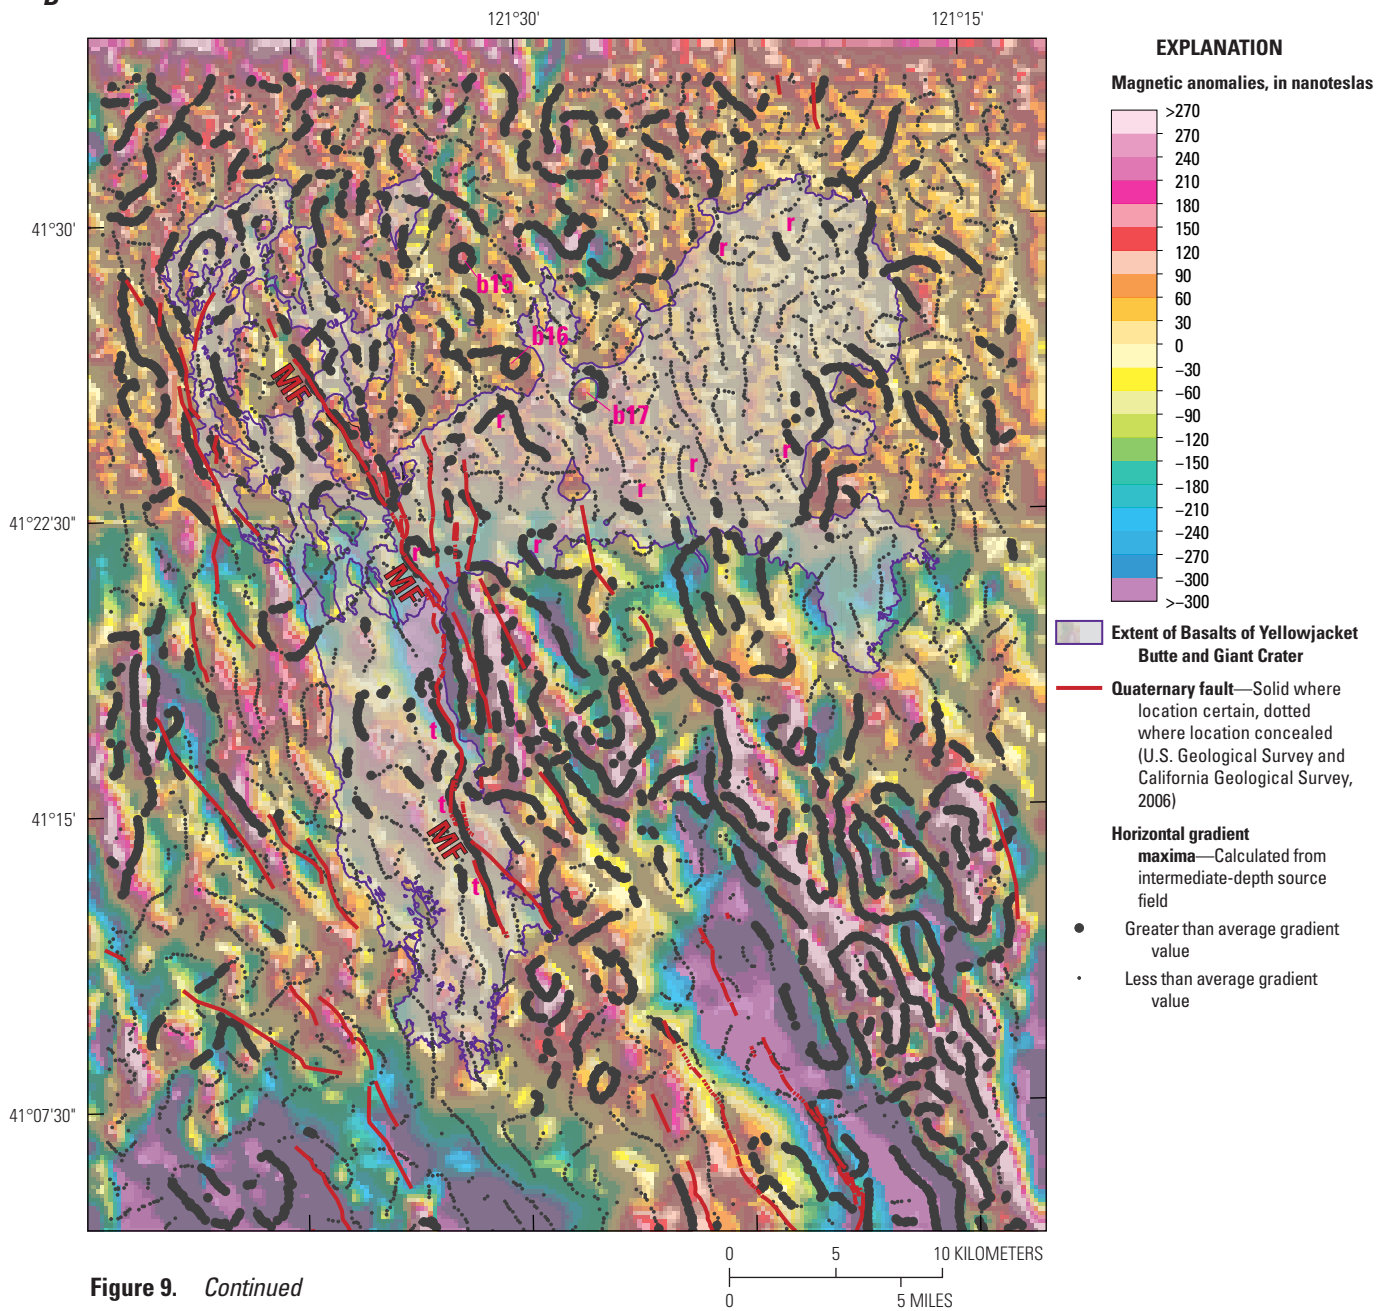 B
121°30'
121°15'
41°30'
41°22'30"
41°15'
41°07'30"
r
r
b15
b16
MF
b17
r
r
r
r
r
r
MF
t
t
MF
t
EXPLANATION
Magnetic anomalies, in nanoteslas
>270
270
240
210
180
150
120
90
60
30
0
−30
−60
−90
−120
−150
−180
−210
−240
−270
−300
>−300
Extent of Basalts of Yellowjacket
Butte and Giant Crater
Quaternary fault—Solid where
location certain, dotted
where location concealed
(U.S. Geological Survey and
California Geological Survey,
2006)
Horizontal gradient
maxima—Calculated from
intermediate-depth source
field
Greater than average gradient
value
Less than average gradient
value
0 5 10 KILOMETERS
0 5 MILES
Figure 9. Continued